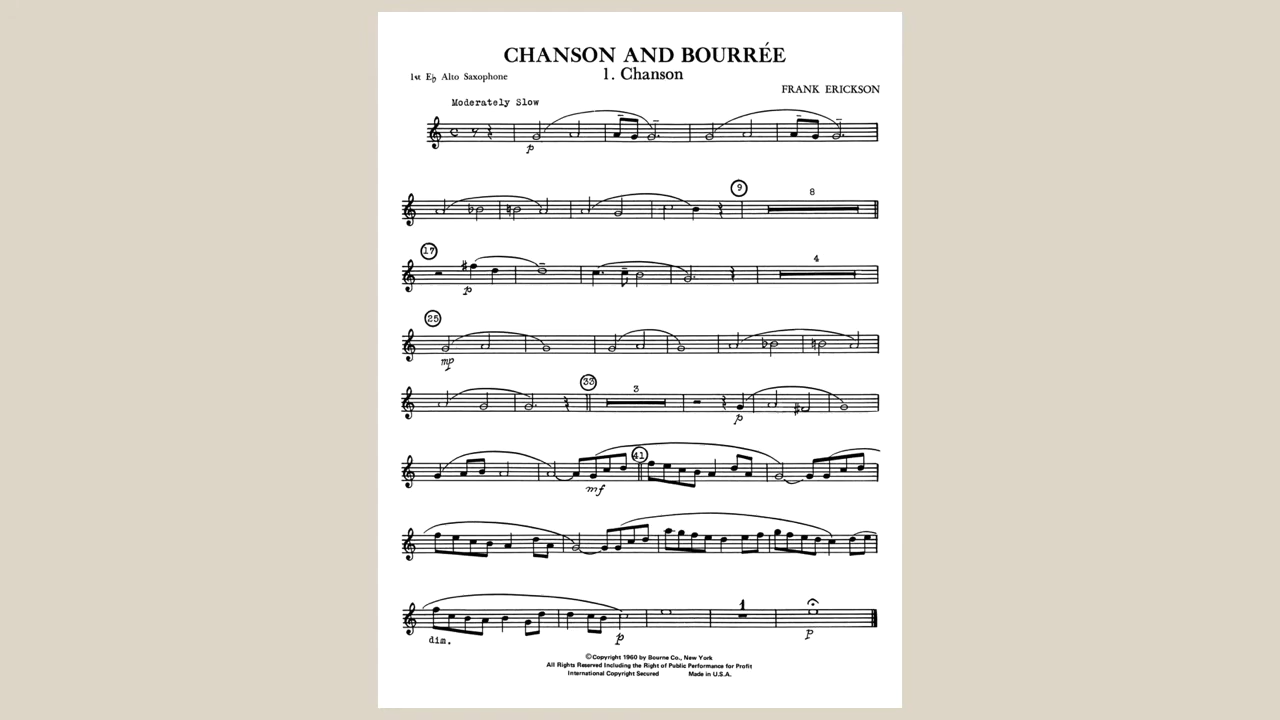 CHANSON AND BOURRÉE
1. Chanson
1st E♭ Alto Saxophone
FRANK ERICKSON
Moderately Slow
p
9
8
17
p
4
25
mp
33
3
p
41
mf
dim.
p
1
p
©Copyright 1960 by Bourne Co., New York
All Rights Reserved Including the Right of Public Performance for Profit
International Copyright Secured Made in U.S.A.